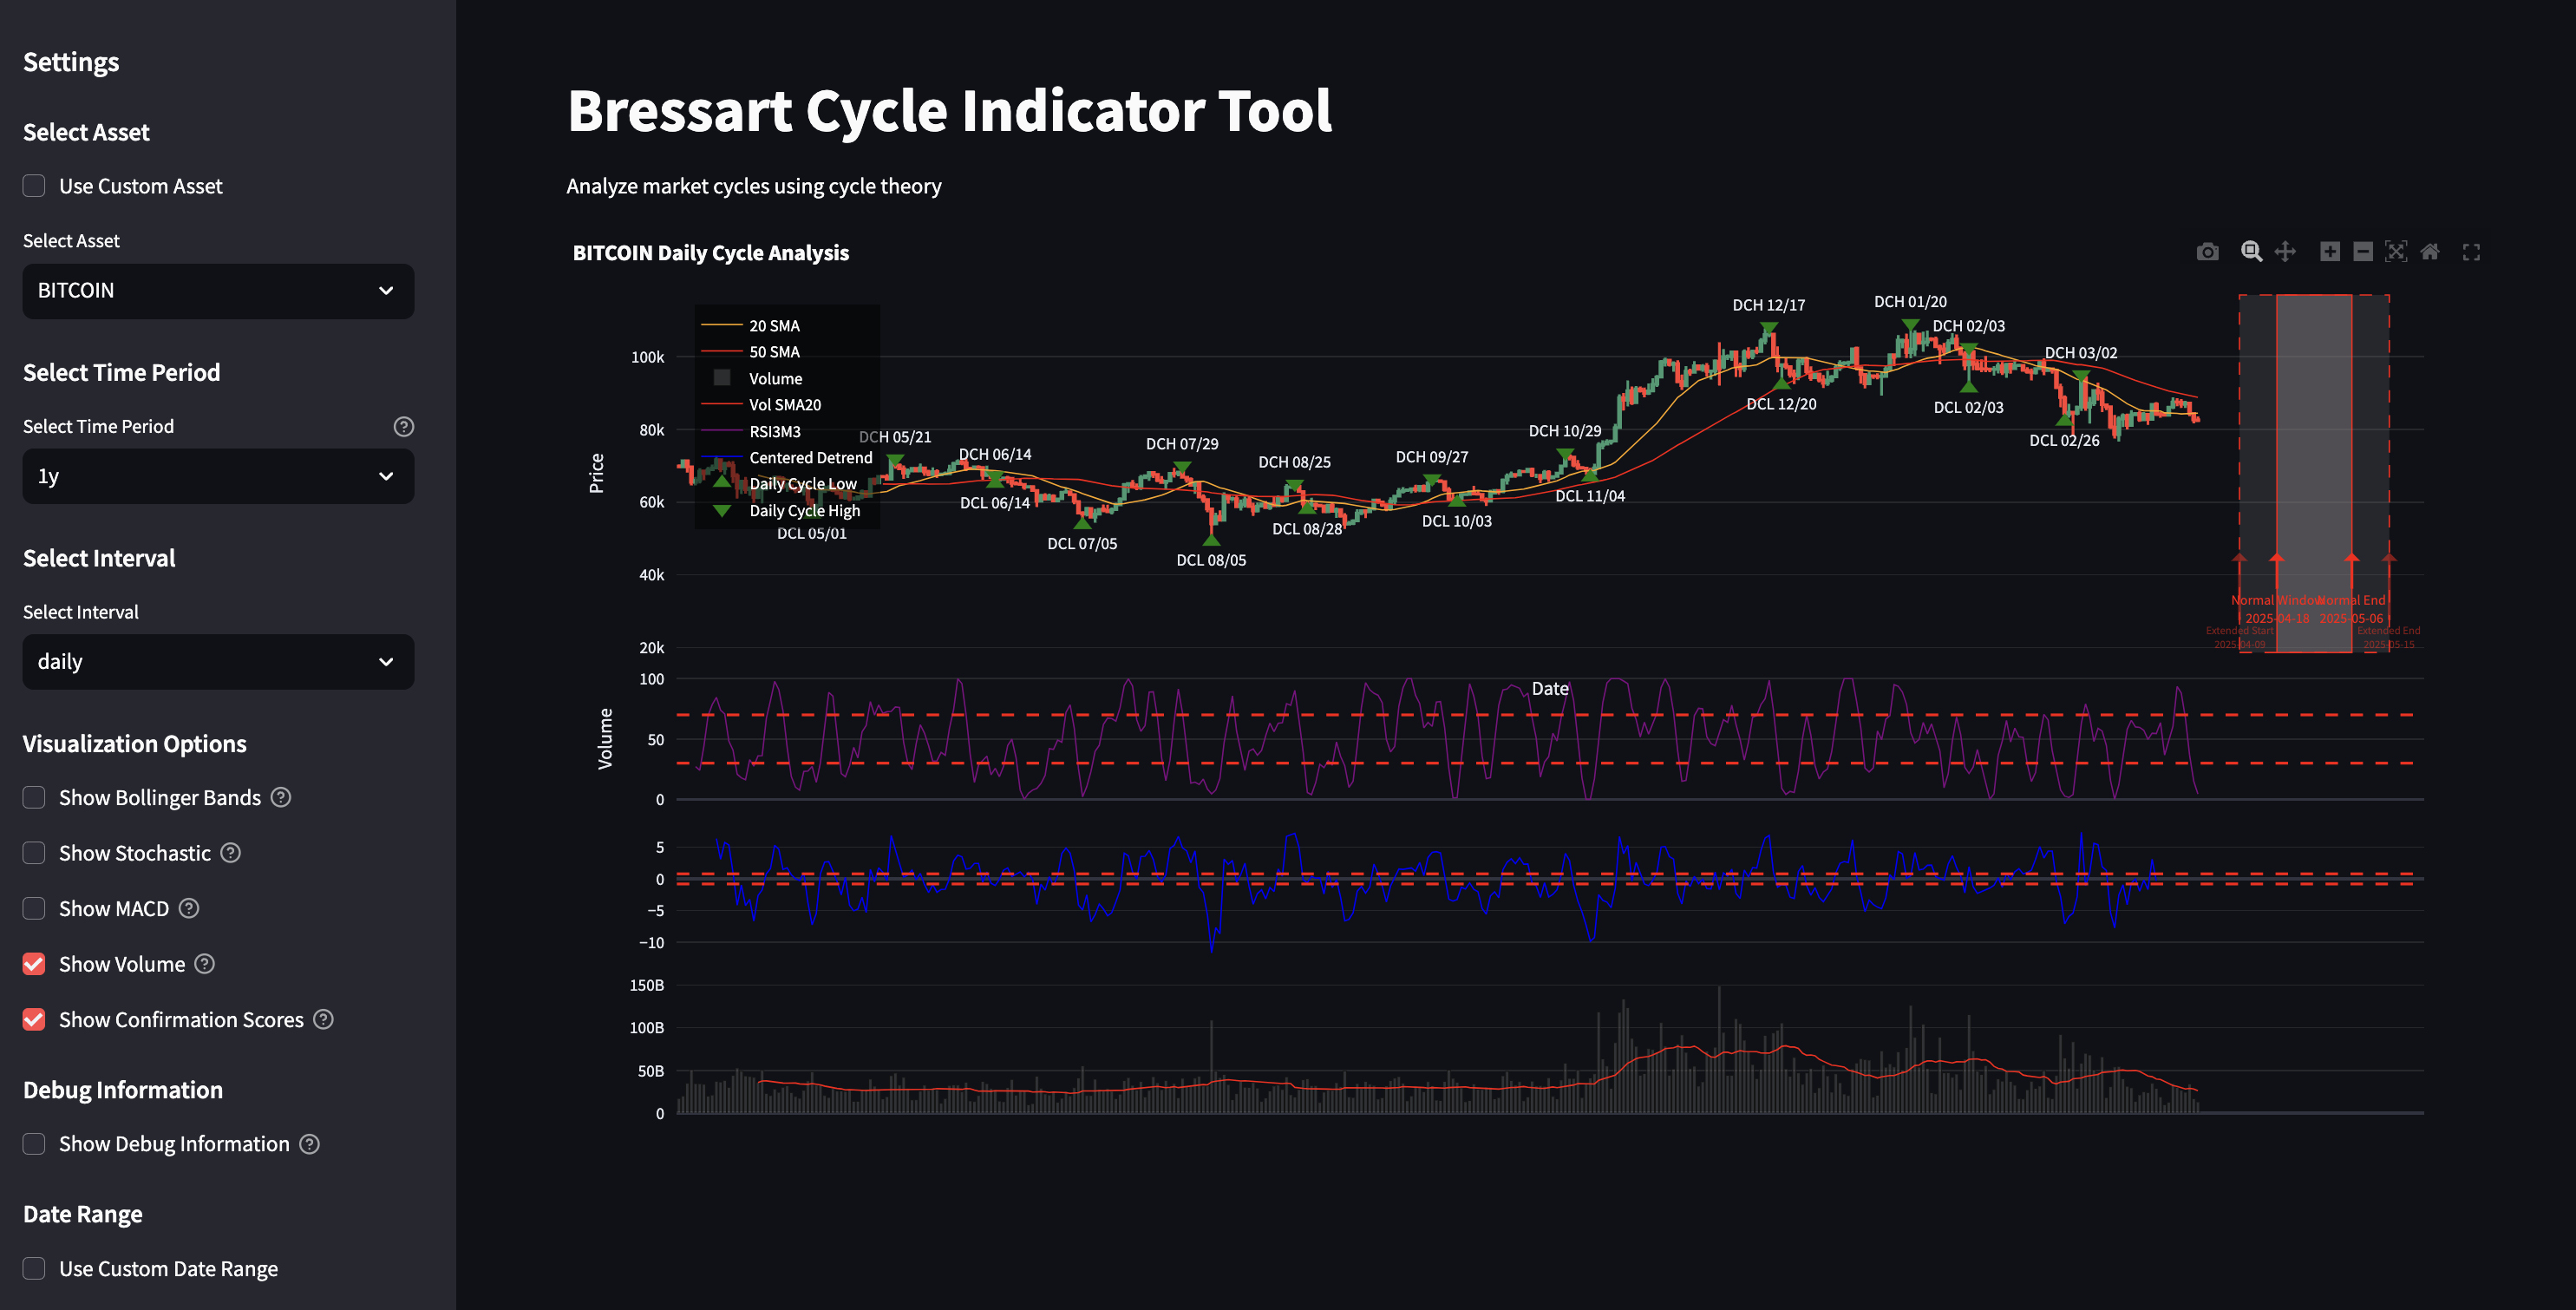 Settings
Select Asset
Use Custom Asset
Select Asset
BITCOIN
Select Time Period
Select Time Period
1y
Select Interval
Select Interval
daily
Visualization Options
Show Bollinger Bands
Show Stochastic
Show MACD
Show Volume
Show Confirmation Scores
Debug Information
Show Debug Information
Date Range
Use Custom Date Range
Bressart Cycle Indicator Tool
Analyze market cycles using cycle theory
BITCOIN Daily Cycle Analysis
20 SMA
50 SMA
Volume
Vol SMA20
RSI3M3
Centered Detrend
Daily Cycle Low
Daily Cycle High
Price
100k
80k
60k
40k
20k
DCL 05/01
DCH 05/21
DCH 06/14
DCL 06/14
DCL 07/05
DCH 07/29
DCL 08/05
DCH 08/25
DCL 08/28
DCH 09/27
DCL 10/03
DCH 10/29
DCL 11/04
DCH 12/17
DCL 12/20
DCH 01/20
DCH 02/03
DCL 02/03
DCL 02/26
DCH 03/02
Normal Window
2025-04-18
Normal End
2025-05-06
Extended Start
2025-04-09
Extended End
2025-05-15
Date
Volume
100
50
0
5
0
−5
−10
150B
100B
50B
0